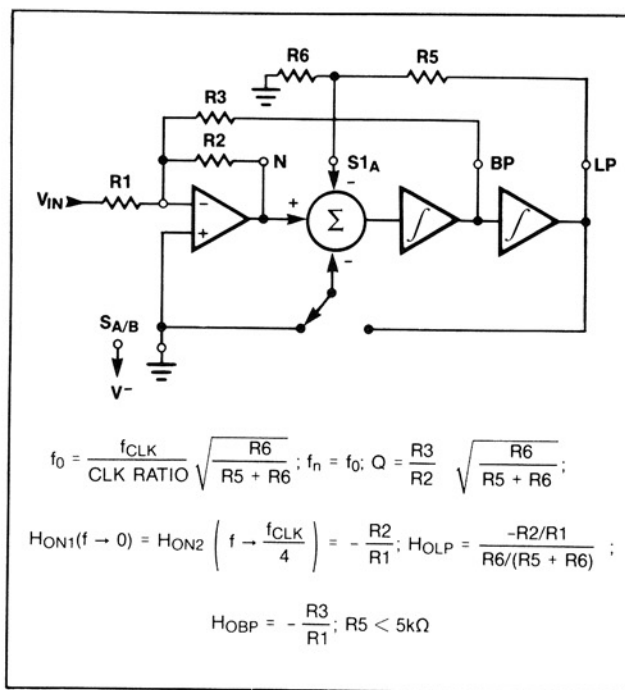 R6
R5
R3
R2
N
S1A
BP
LP
R1
VIN
−
+
+
−
Σ
∫
∫
−
SA/B
V−
f0 = fCLK / CLK RATIO √(R6 / R5 + R6) ; fn = f0; Q = R3 / R2 √(R6 / R5 + R6) ;
HON1(f → 0) = HON2 (f → fCLK / 4) = − R2 / R1; HOLP = −R2/R1 / R6/(R5 + R6) ;
HOBP = − R3 / R1; R5 < 5kΩ